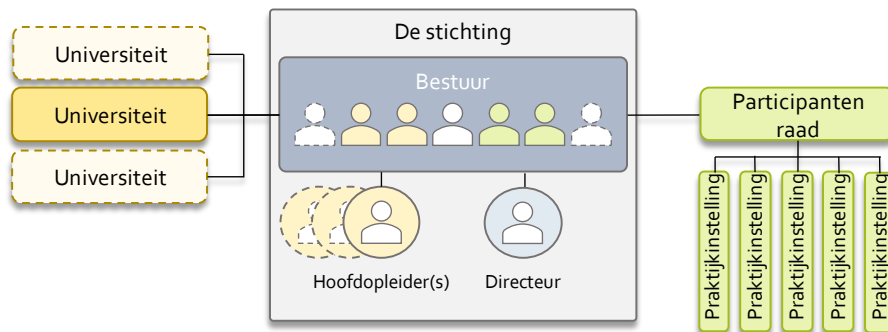 De stichting
Universiteit
Universiteit
Universiteit
Bestuur
Hoofdopleider(s)
Directeur
Participanten
raad
Praktijkinstelling
Praktijkinstelling
Praktijkinstelling
Praktijkinstelling
Praktijkinstelling